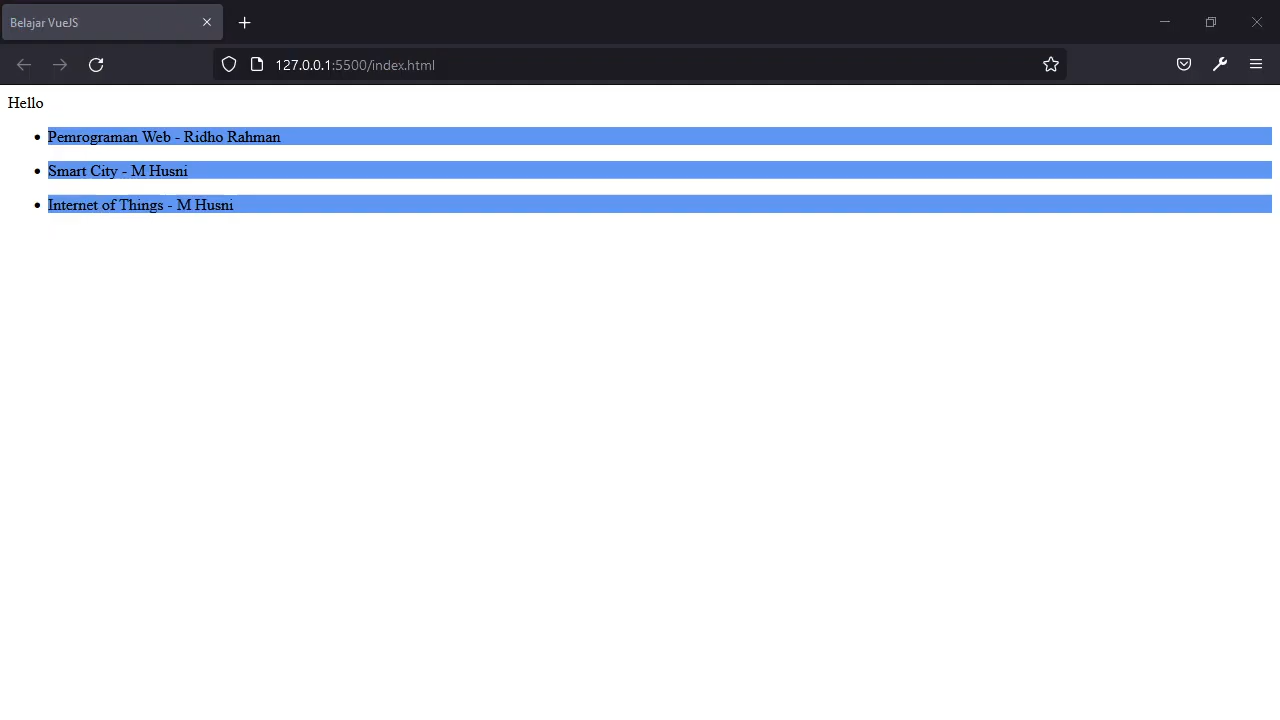 Belajar VueJS
127.0.0.1:5500/index.html
Hello
Pemrograman Web - Ridho Rahman
Smart City - M Husni
Internet of Things - M Husni